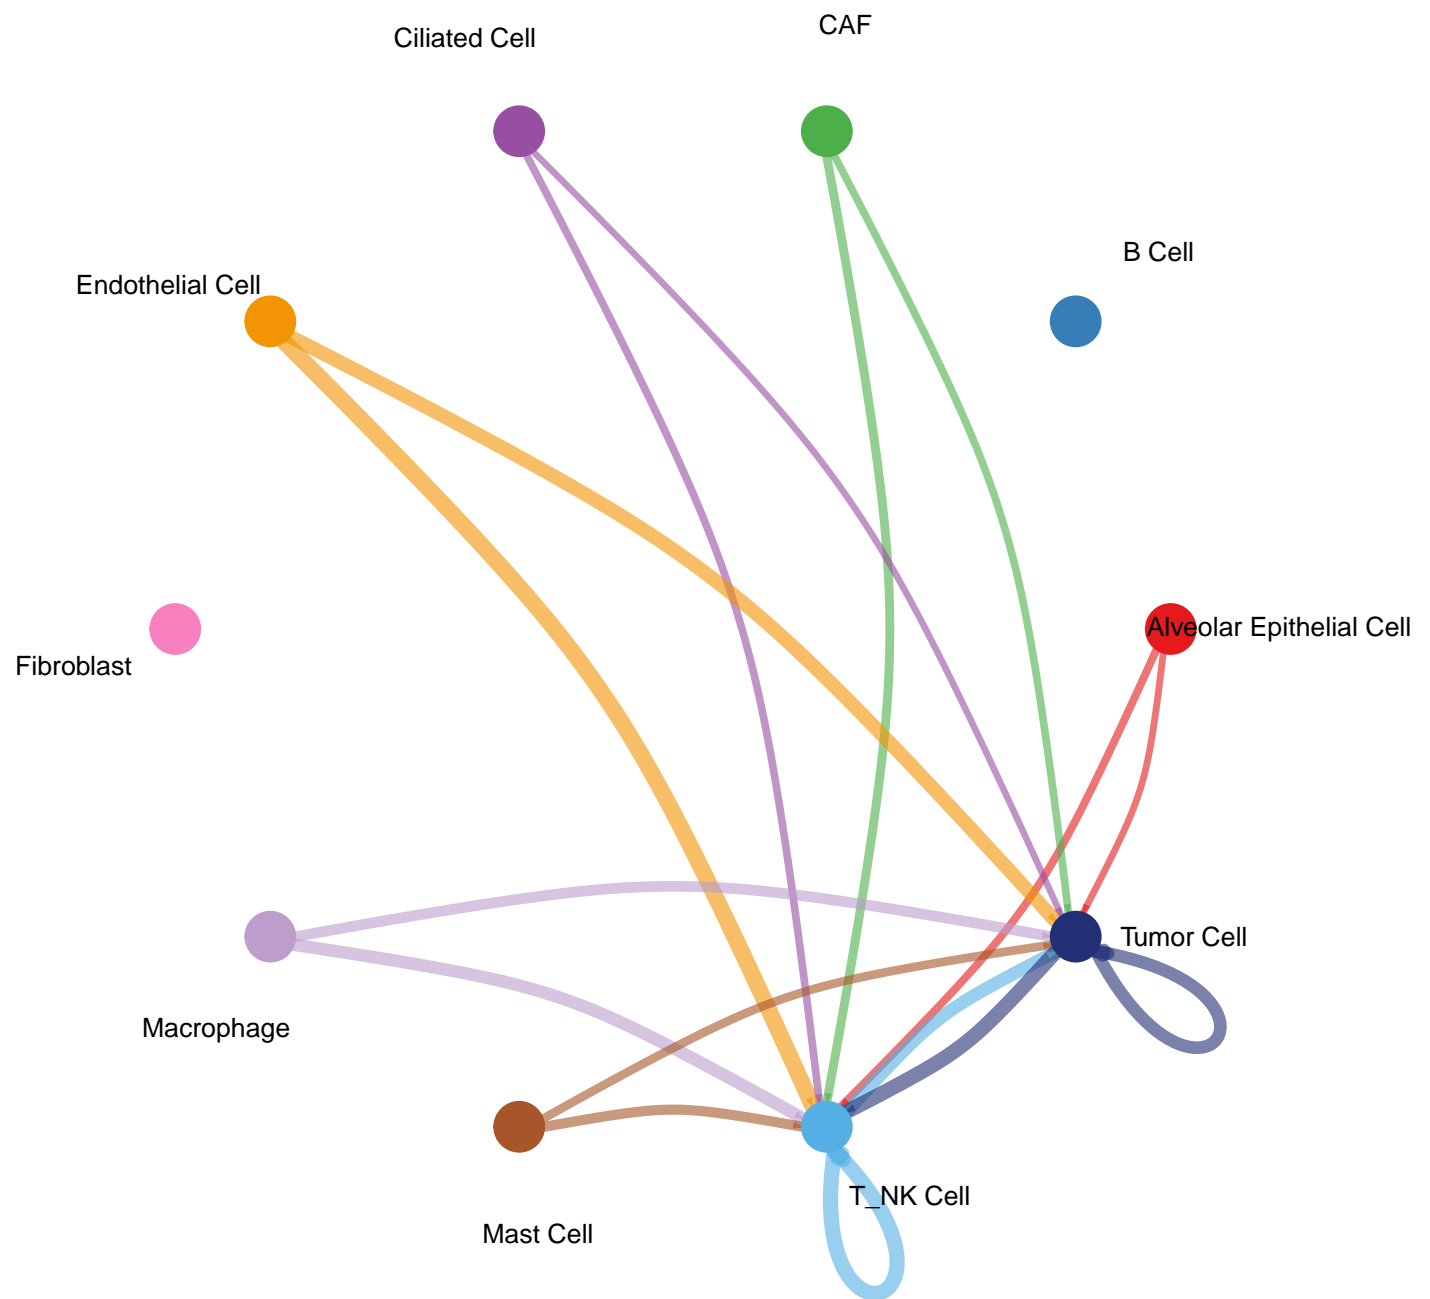 CAF
Ciliated Cell
B Cell
Endothelial Cell
Alveolar Epithelial Cell
Fibroblast
Tumor Cell
Macrophage
T_NK Cell
Mast Cell